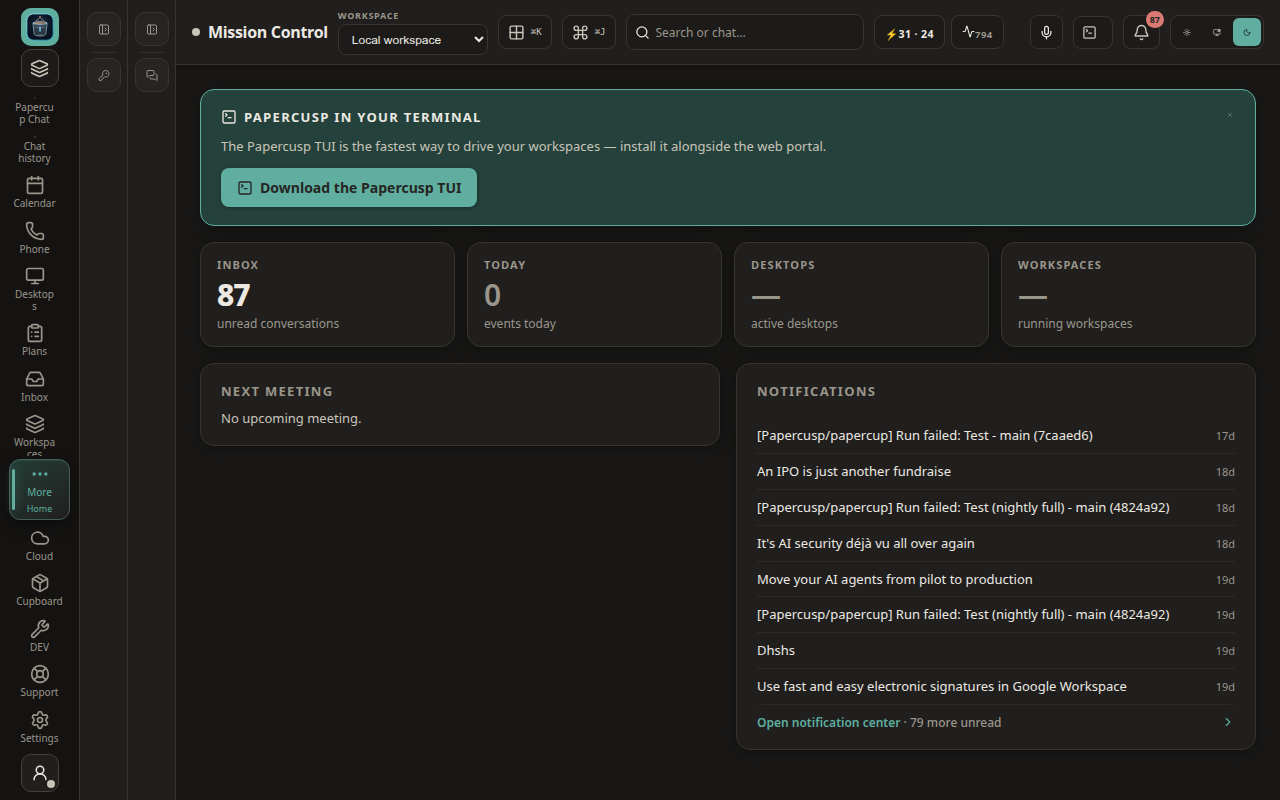 Mission Control
WORKSPACE
Local workspace
⌘K
⌘J
Search or chat...
⚡31 · 24
794
87
Papercu
p Chat
Chat
history
Calendar
Phone
Desktop
s
Plans
Inbox
Workspa
ces
More
Home
Cloud
Cupboard
DEV
Support
Settings
PAPERCUSP IN YOUR TERMINAL
The Papercusp TUI is the fastest way to drive your workspaces — install it alongside the web portal.
Download the Papercusp TUI
INBOX
87
unread conversations
TODAY
0
events today
DESKTOPS
—
active desktops
WORKSPACES
—
running workspaces
NEXT MEETING
No upcoming meeting.
NOTIFICATIONS
[Papercusp/papercup] Run failed: Test - main (7caaed6) 17d
An IPO is just another fundraise 18d
[Papercusp/papercup] Run failed: Test (nightly full) - main (4824a92) 18d
It's AI security déjà vu all over again 18d
Move your AI agents from pilot to production 19d
[Papercusp/papercup] Run failed: Test (nightly full) - main (4824a92) 19d
Dhshs 19d
Use fast and easy electronic signatures in Google Workspace 19d
Open notification center · 79 more unread